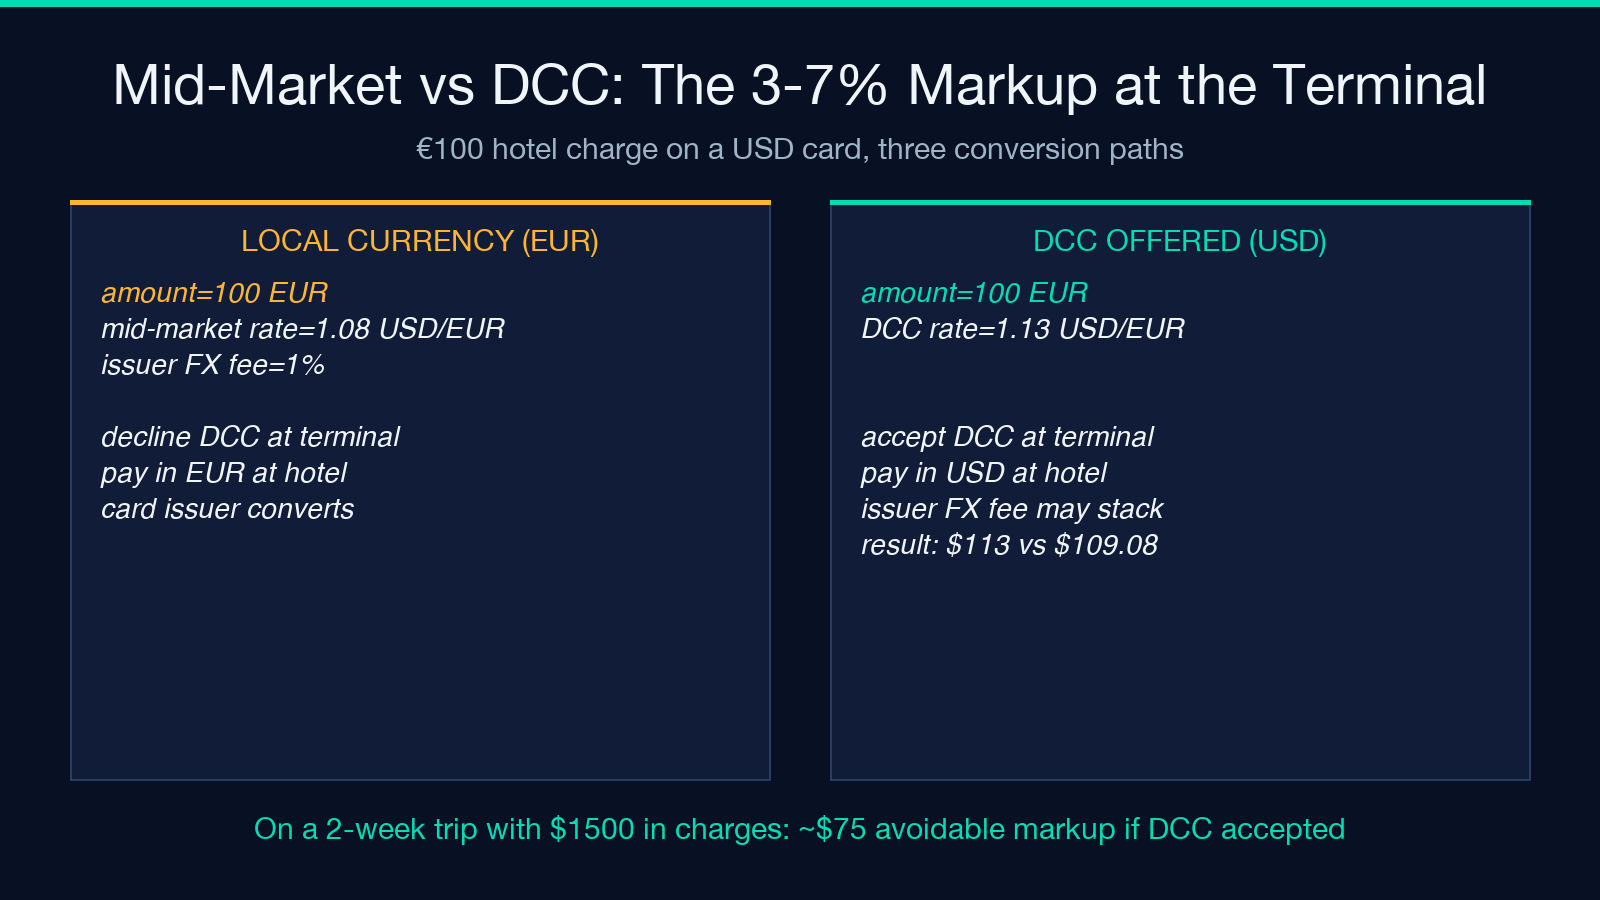 Mid-Market vs DCC: The 3-7% Markup at the Terminal
€100 hotel charge on a USD card, three conversion paths
LOCAL CURRENCY (EUR)
amount=100 EUR
mid-market rate=1.08 USD/EUR
issuer FX fee=1%
decline DCC at terminal
pay in EUR at hotel
card issuer converts
DCC OFFERED (USD)
amount=100 EUR
DCC rate=1.13 USD/EUR
accept DCC at terminal
pay in USD at hotel
issuer FX fee may stack
result: $113 vs $109.08
On a 2-week trip with $1500 in charges: ~$75 avoidable markup if DCC accepted